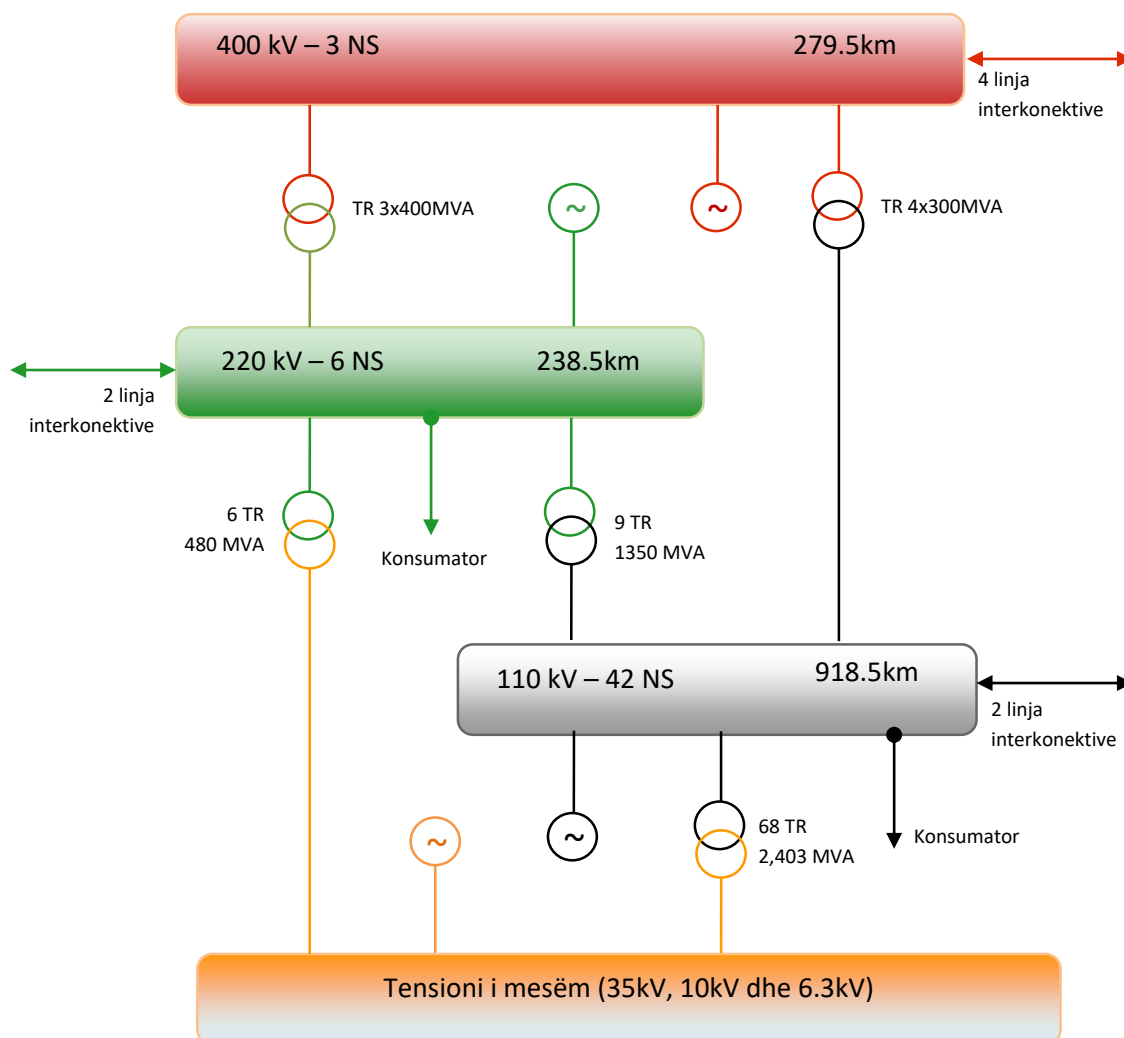 400 kV – 3 NS 279.5km
4 linja
interkonektive
TR 3x400MVA
~
~
TR 4x300MVA
220 kV – 6 NS 238.5km
2 linja
interkonektive
6 TR
480 MVA
Konsumator
9 TR
1350 MVA
110 kV – 42 NS 918.5km
2 linja
interkonektive
~
~
68 TR
2,403 MVA
Konsumator
Tensioni i mesëm (35kV, 10kV dhe 6.3kV)